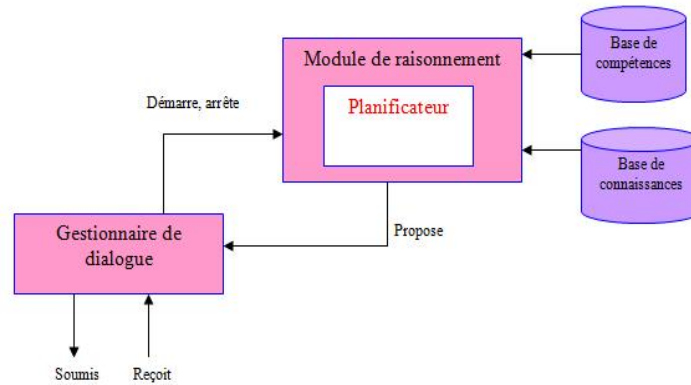 Base de
compétences
Module de raisonnement
Planificateur
Démarre, arrête
Base
de
connaissances
Propose
Gestionnaire de
dialogue
Soumis
Reçoit